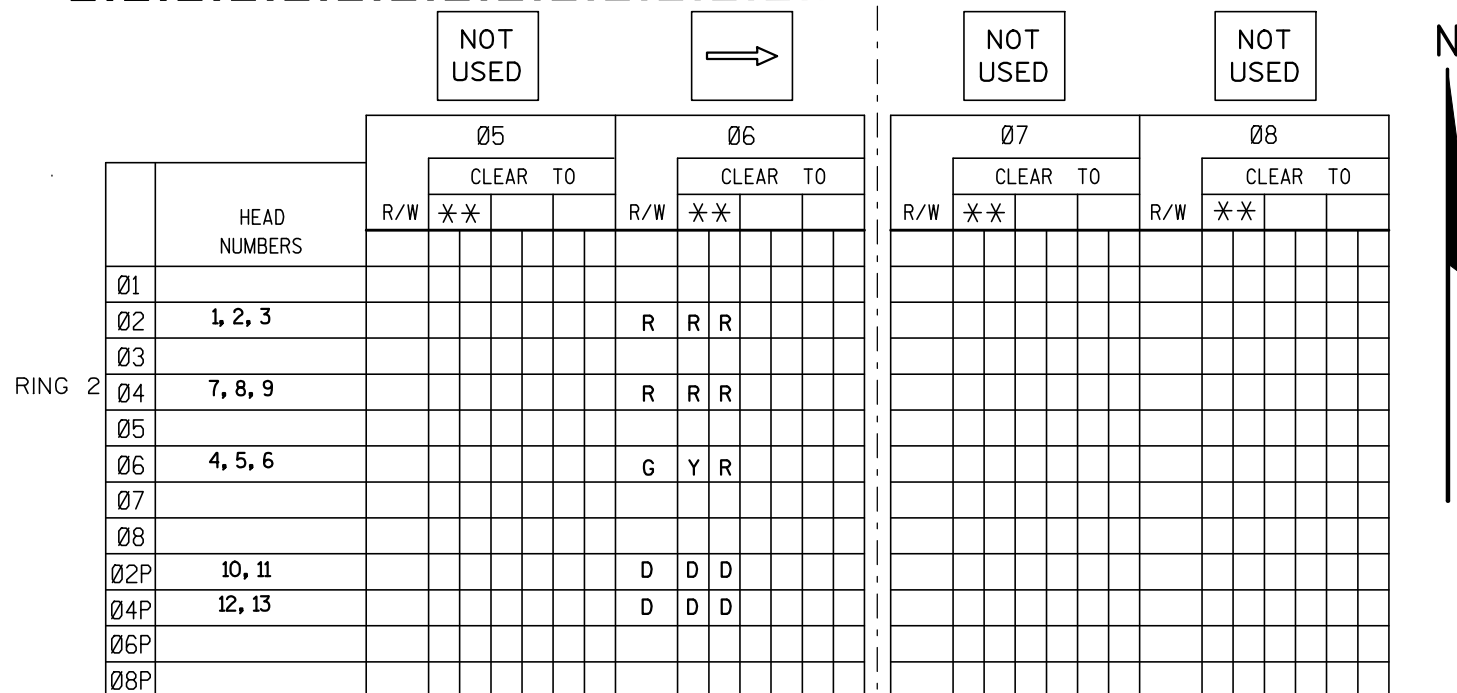 NOT USED NOT USED NOT USED N
Ø5 Ø6 Ø7 Ø8
CLEAR TO CLEAR TO CLEAR TO CLEAR TO
HEAD NUMBERS R/W ** R/W ** R/W ** R/W **
Ø1
Ø2 1, 2, 3 R R R
Ø3
RING 2 Ø4 7, 8, 9 R R R
Ø5
Ø6 4, 5, 6 G Y R
Ø7
Ø8
Ø2P 10, 11 D D D
Ø4P 12, 13 D D D
Ø6P
Ø8P